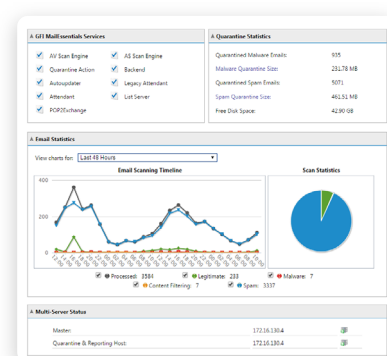 GFI MailEssentials Services
AV Scan Engine
AS Scan Engine
Quarantine Action
Backend
Autoupdater
Legacy Attendant
Attendant
List Server
POP2Exchange
Quarantine Statistics
Quarantined Malware Emails: 935
Malware Quarantine Size: 231.78 MB
Quarantined Spam Emails: 5071
Spam Quarantine Size: 461.51 MB
Free Disk Space: 42.90 GB
Email Statistics
View charts for: Last 48 Hours
Email Scanning Timeline
400
200
0
Processed: 3584
Legitimate: 233
Malware: 7
Content Filtering: 7
Spam: 3337
Scan Statistics
Multi-Server Status
Master: 172.16.130.4
Quarantine & Reporting Host: 172.16.130.4